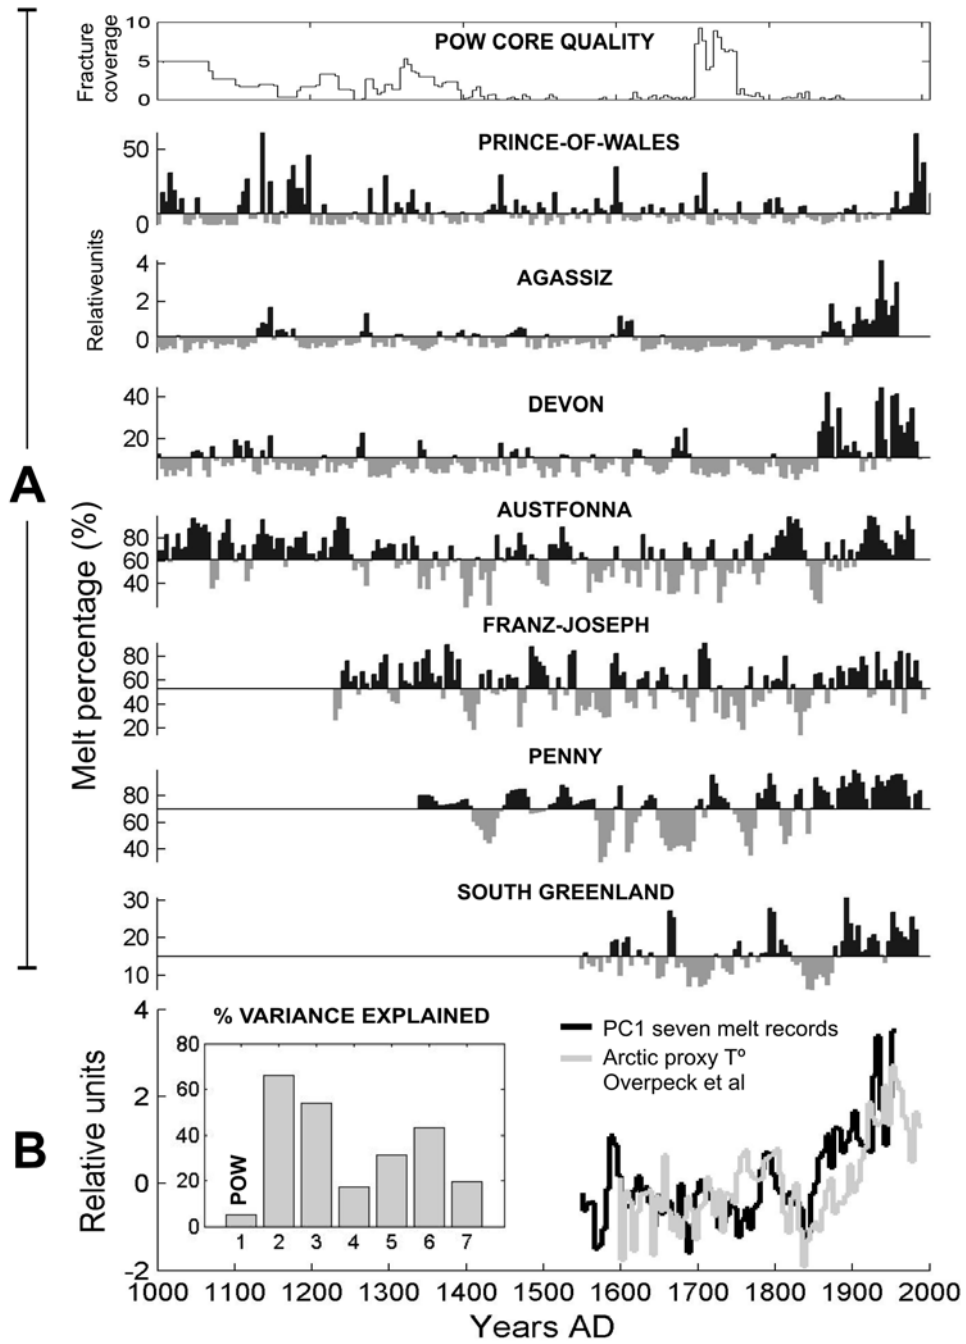 A
Fracture
coverage
10
5
0
POW CORE QUALITY
PRINCE-OF-WALES
50
0
Relativeunits
AGASSIZ
4
2
0
DEVON
40
20
Melt percentage (%)
AUSTFONNA
80
60
40
FRANZ-JOSEPH
80
60
40
20
PENNY
80
60
40
SOUTH GREENLAND
30
20
10
B
Relative units
4
2
0
-2
% VARIANCE EXPLAINED
80
60
40
20
0
POW
1 2 3 4 5 6 7
PC1 seven melt records
Arctic proxy Tº
Overpeck et al
1000 1100 1200 1300 1400 1500 1600 1700 1800 1900 2000
Years AD